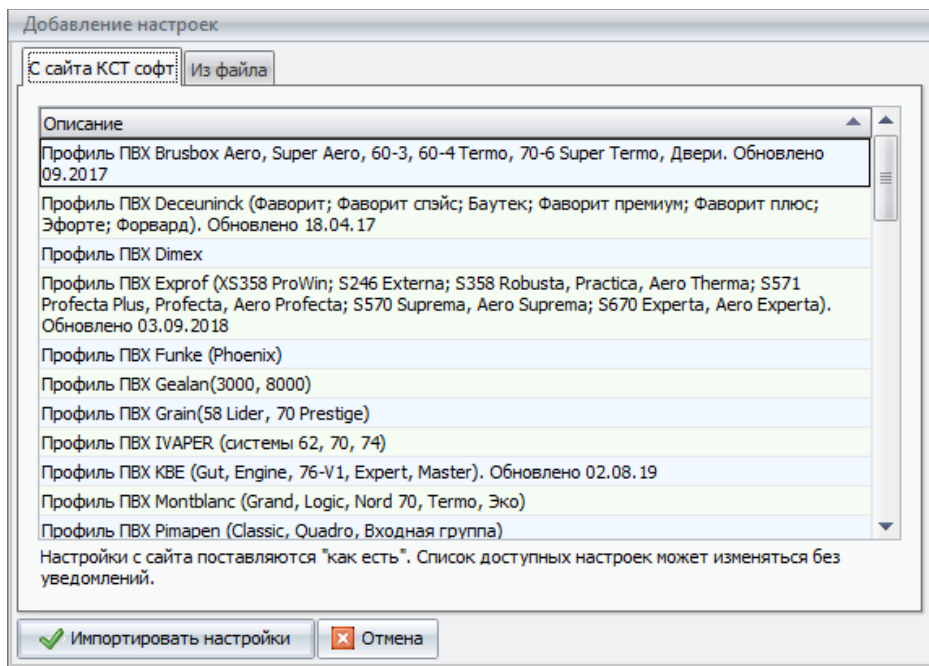 Добавление настроек
С сайта КСТ софт
Из файла
Описание
Профиль ПВХ Brusbox Aero, Super Aero, 60-3, 60-4 Termo, 70-6 Super Termo, Двери. Обновлено
09.2017
Профиль ПВХ Deceuninck (Фаворит; Фаворит спэйс; Баутек; Фаворит премиум; Фаворит плюс;
Эфорте; Форвард). Обновлено 18.04.17
Профиль ПВХ Dimex
Профиль ПВХ Exprof (XS358 ProWin; S246 Externa; S358 Robusta, Practica, Aero Therma; S571
Profecta Plus, Profecta, Aero Profecta; S570 Suprema, Aero Suprema; S670 Experta, Aero Experta).
Обновлено 03.09.2018
Профиль ПВХ Funke (Phoenix)
Профиль ПВХ Gealan(3000, 8000)
Профиль ПВХ Grain(58 Lider, 70 Prestige)
Профиль ПВХ IVAPER (системы 62, 70, 74)
Профиль ПВХ KBE (Gut, Engine, 76-V1, Expert, Master). Обновлено 02.08.19
Профиль ПВХ Montblanc (Grand, Logic, Nord 70, Termo, Эко)
Профиль ПВХ Pimapen (Classic, Quadro, Входная группа)
Настройки с сайта поставляются "как есть". Список доступных настроек может изменяться без
уведомлений.
Импортировать настройки
Отмена